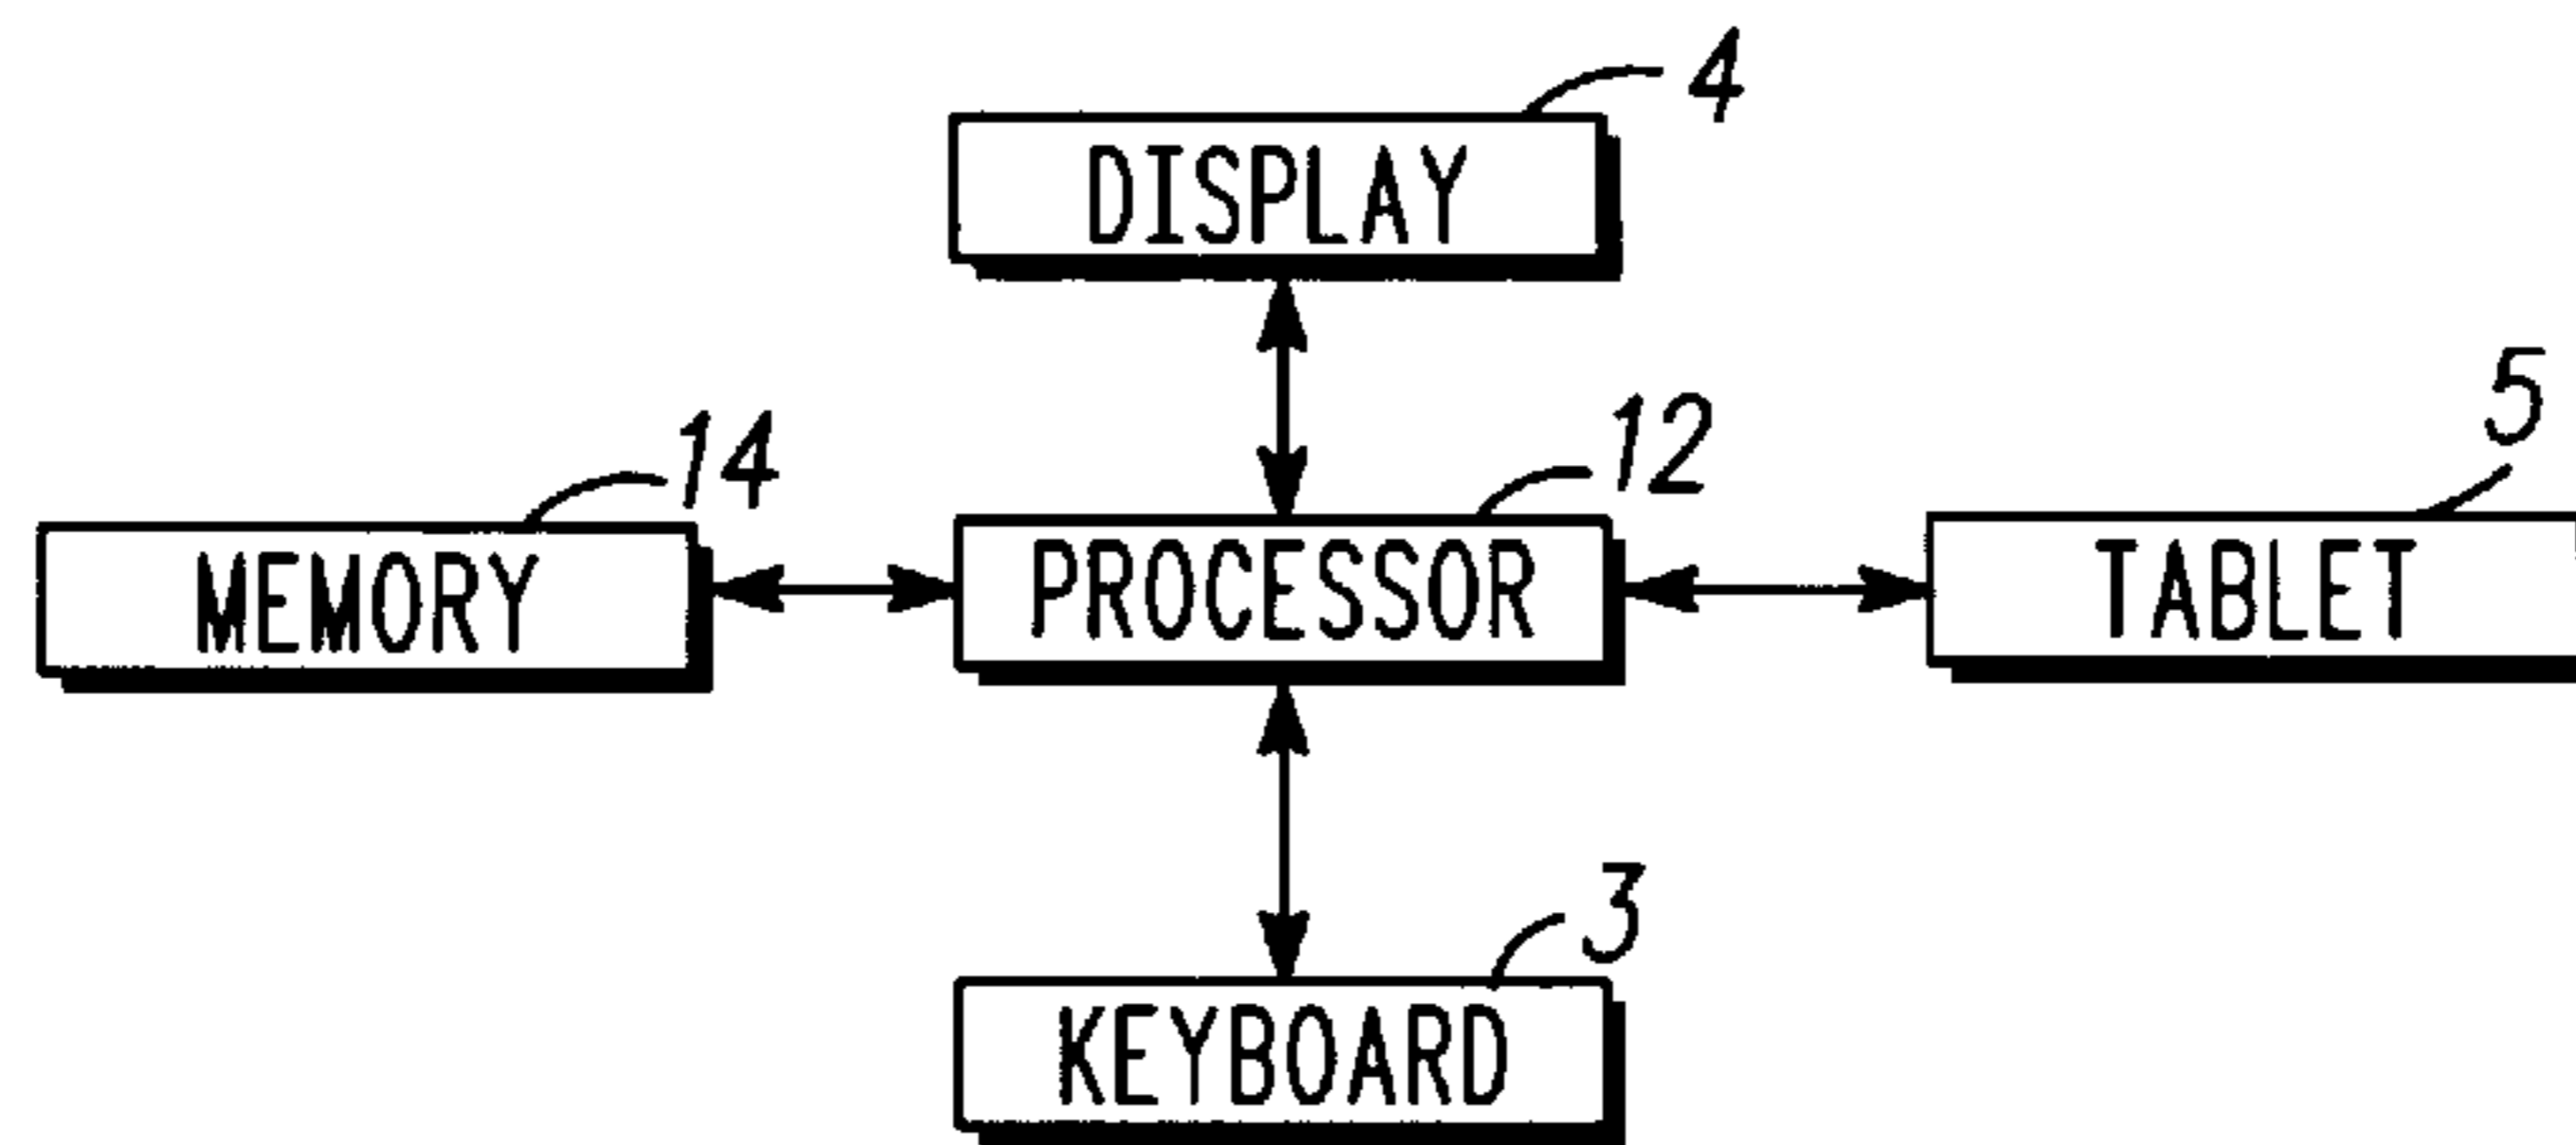 4
DISPLAY
14
12
5
MEMORY
PROCESSOR
TABLET
3
KEYBOARD